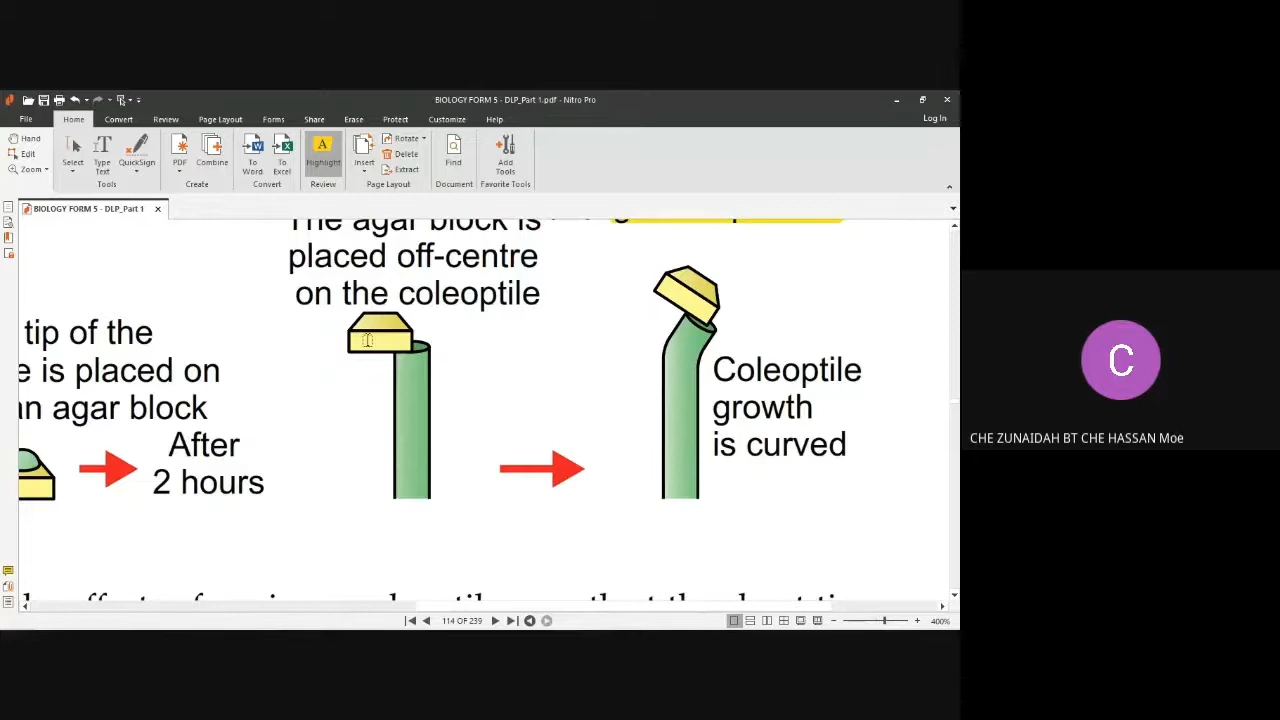 BIOLOGY FORM 5 - DLP_Part 1.pdf - Nitro Pro
File Home Convert Review Page Layout Forms Share Erase Protect Customize Help Log In
Hand
Edit
Zoom
Select
Type Text
QuickSign
Tools
PDF
Combine
Create
To Word
To Excel
Convert
Highlight
Review
Insert
Rotate
Delete
Extract
Page Layout
Find
Document
Add Tools
Favorite Tools
BIOLOGY FORM 5 - DLP_Part 1
The agar block is
placed off-centre
on the coleoptile
tip of the
e is placed on
an agar block
After
2 hours
Coleoptile
growth
is curved
114 OF 239
400%
C
CHE ZUNAIDAH BT CHE HASSAN Moe